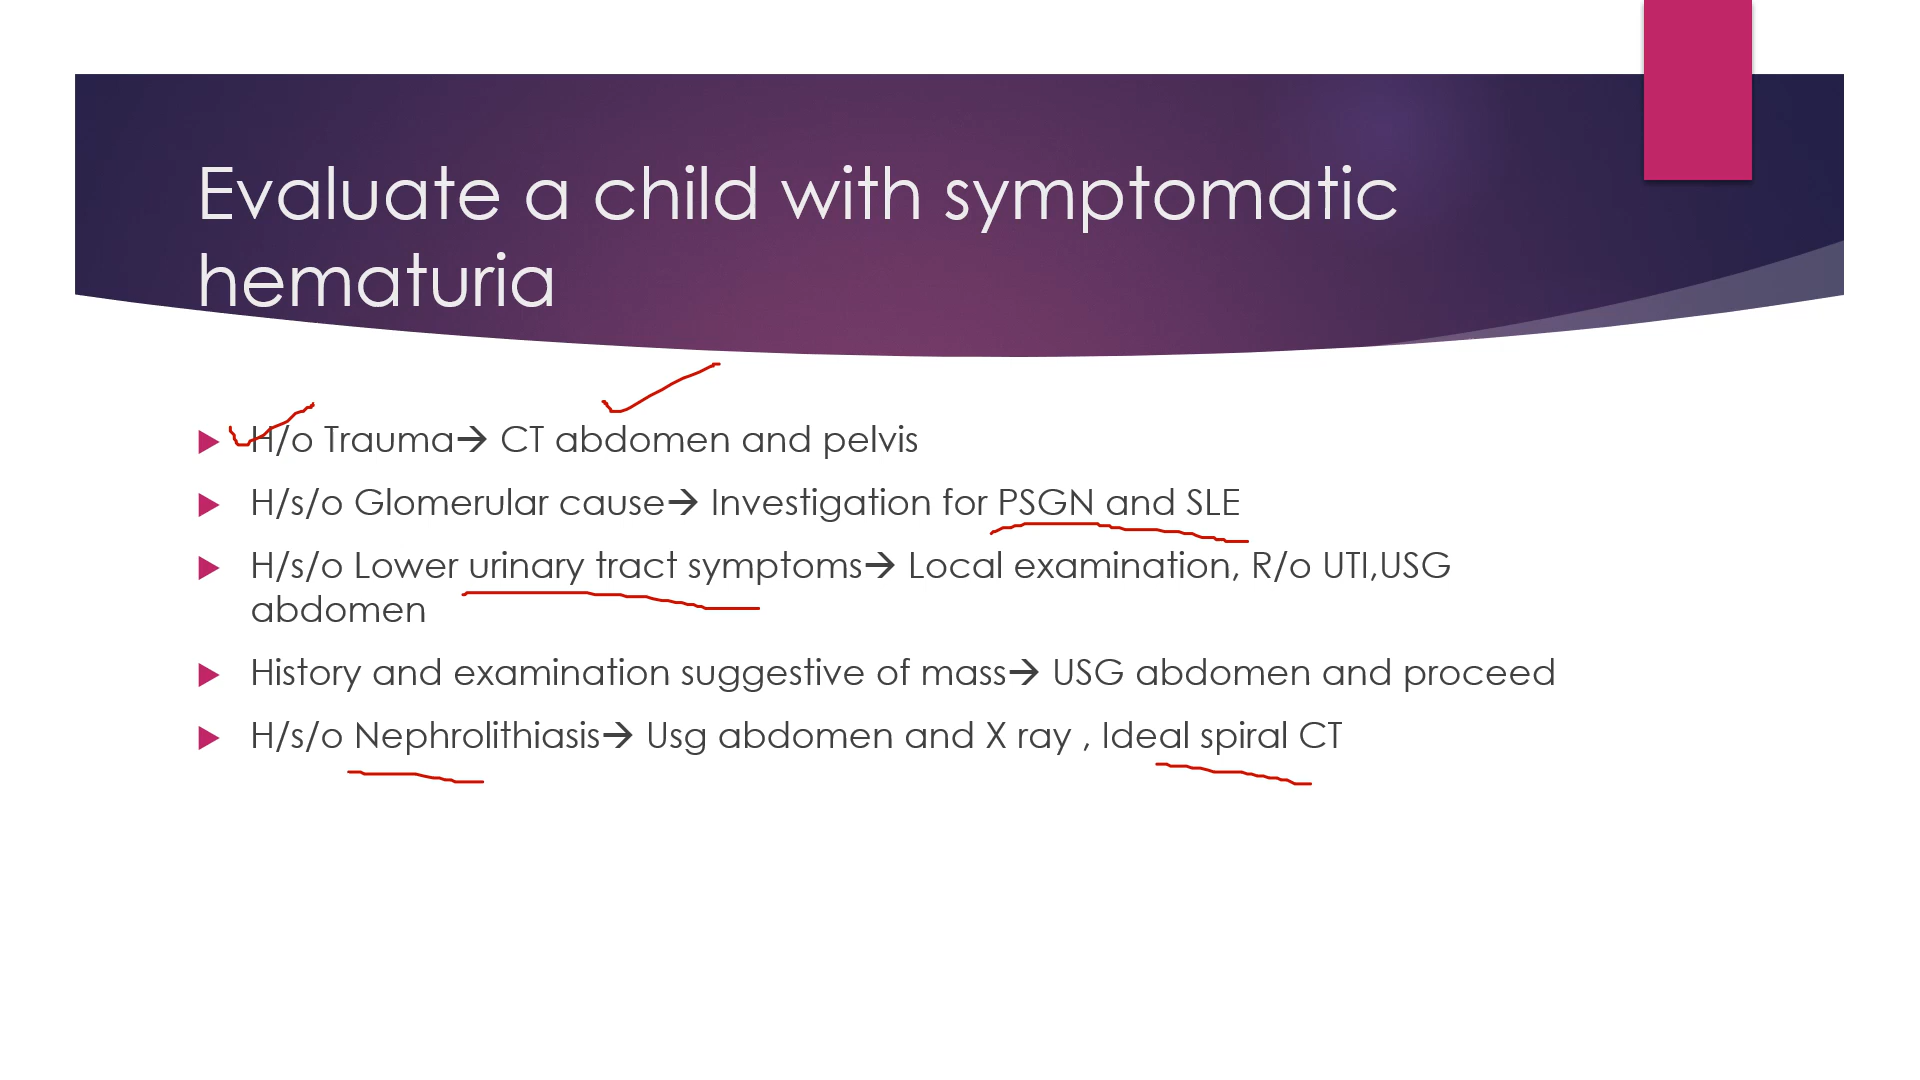 Evaluate a child with symptomatic
hematuria
H/o Trauma→ CT abdomen and pelvis
H/s/o Glomerular cause→ Investigation for PSGN and SLE
H/s/o Lower urinary tract symptoms→ Local examination, R/o UTI,USG
abdomen
History and examination suggestive of mass→ USG abdomen and proceed
H/s/o Nephrolithiasis→ Usg abdomen and X ray , Ideal spiral CT